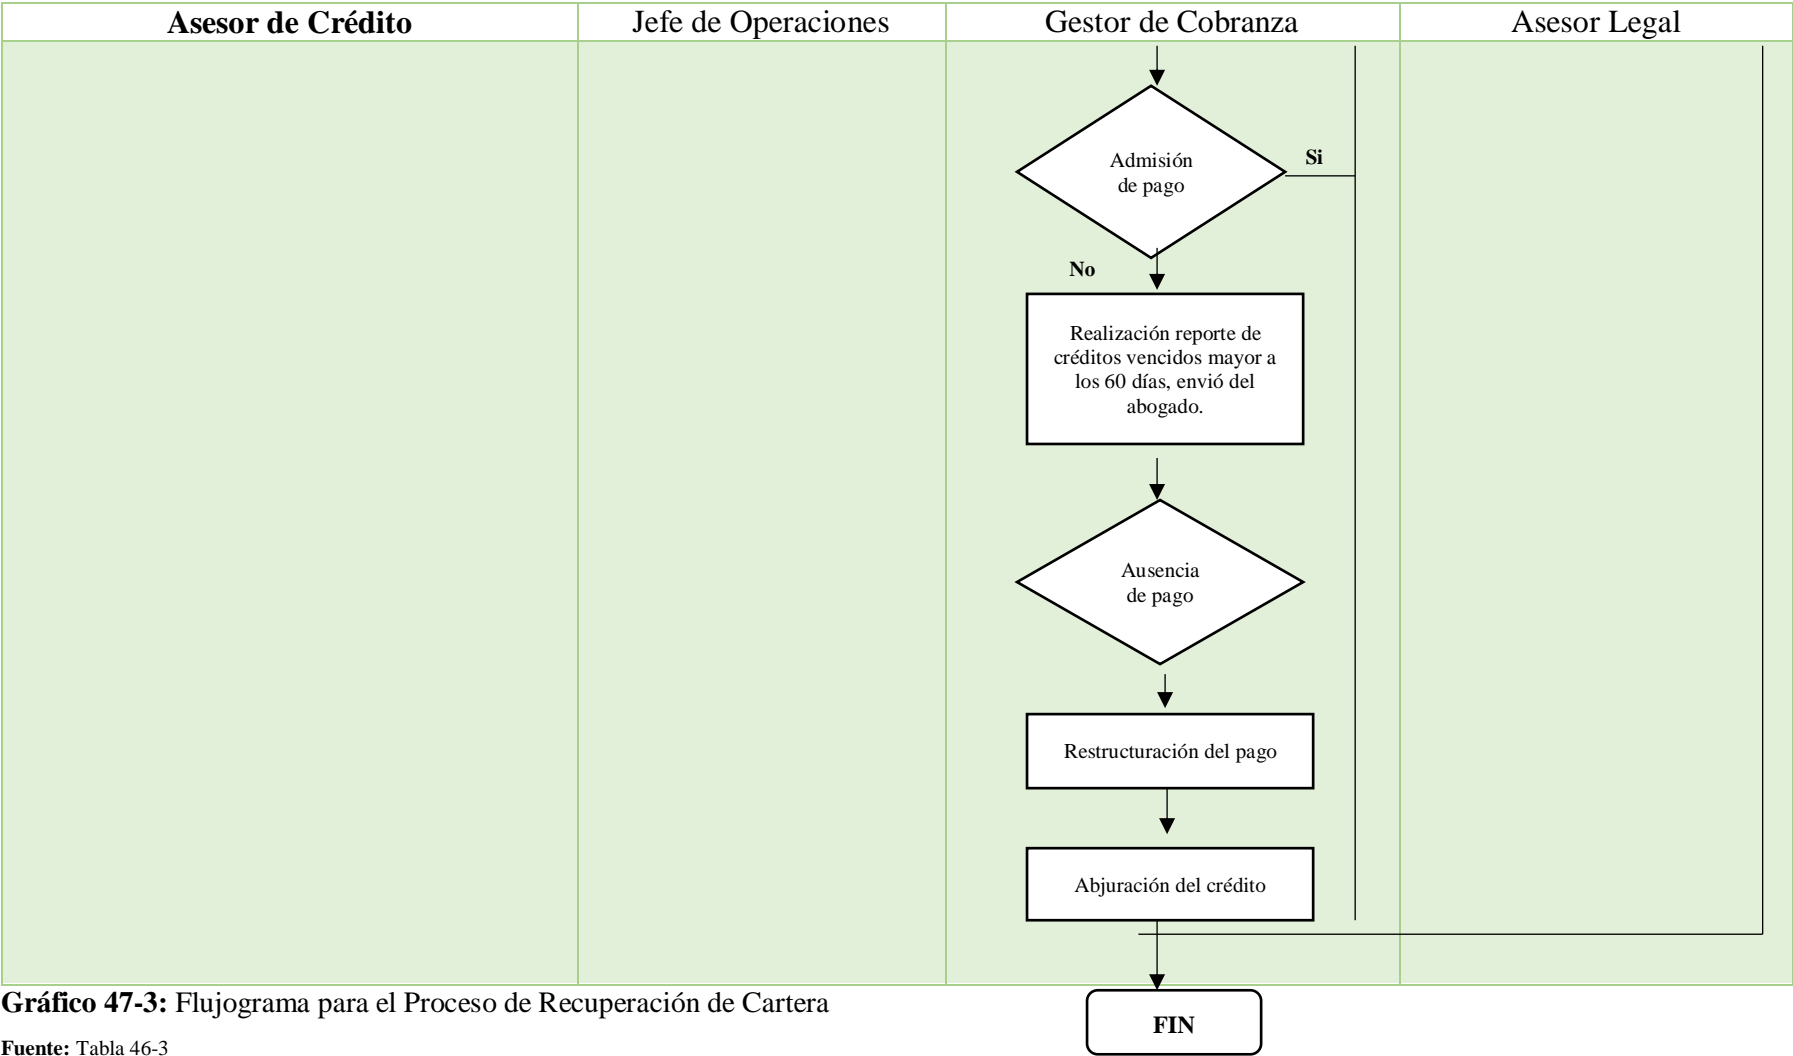 Asesor de Crédito
Jefe de Operaciones
Gestor de Cobranza
Asesor Legal
Admisión
de pago
Si
No
Realización reporte de
créditos vencidos mayor a
los 60 días, envió del
abogado.
Ausencia
de pago
Restructuración del pago
Abjuración del crédito
FIN
Gráfico 47-3: Flujograma para el Proceso de Recuperación de Cartera
Fuente: Tabla 46-3